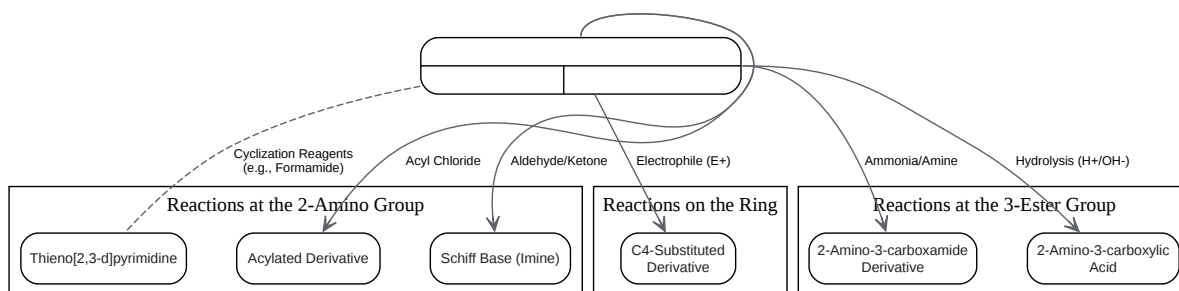 Cyclization Reagents
(e.g., Formamide)
Acyl Chloride
Aldehyde/Ketone
Electrophile (E+)
Ammonia/Amine
Hydrolysis (H+/OH-)
Reactions at the 2-Amino Group
Reactions on the Ring
Reactions at the 3-Ester Group
Thieno[2,3-d]pyrimidine
Acylated Derivative
Schiff Base (Imine)
C4-Substituted
Derivative
2-Amino-3-carboxamide
Derivative
2-Amino-3-carboxylic
Acid